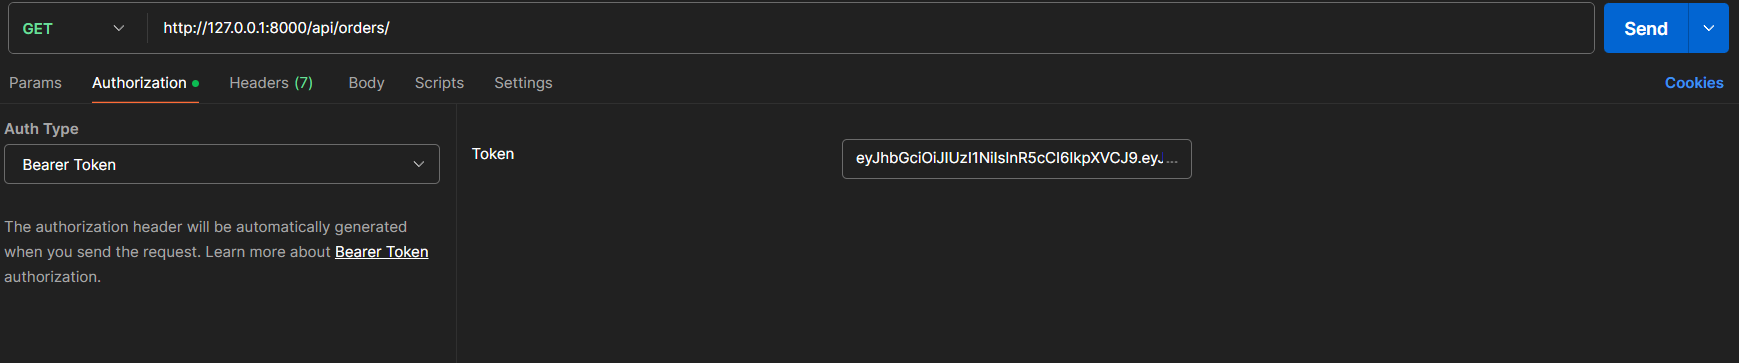 GET http://127.0.0.1:8000/api/orders/ Send
Params Authorization Headers (7) Body Scripts Settings Cookies
Auth Type
Bearer Token
The authorization header will be automatically generated
when you send the request. Learn more about Bearer Token
authorization.
Token eyJhbGciOiJIUzI1NiIsInR5cCI6IkpXVCJ9.eyJ...